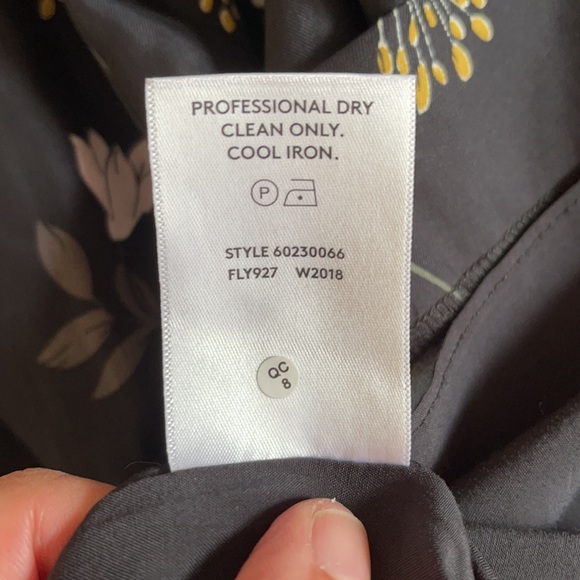 PROFESSIONAL DRY
CLEAN ONLY.
COOL IRON.
P
STYLE 60230066
FLY927 W2018
QC
8